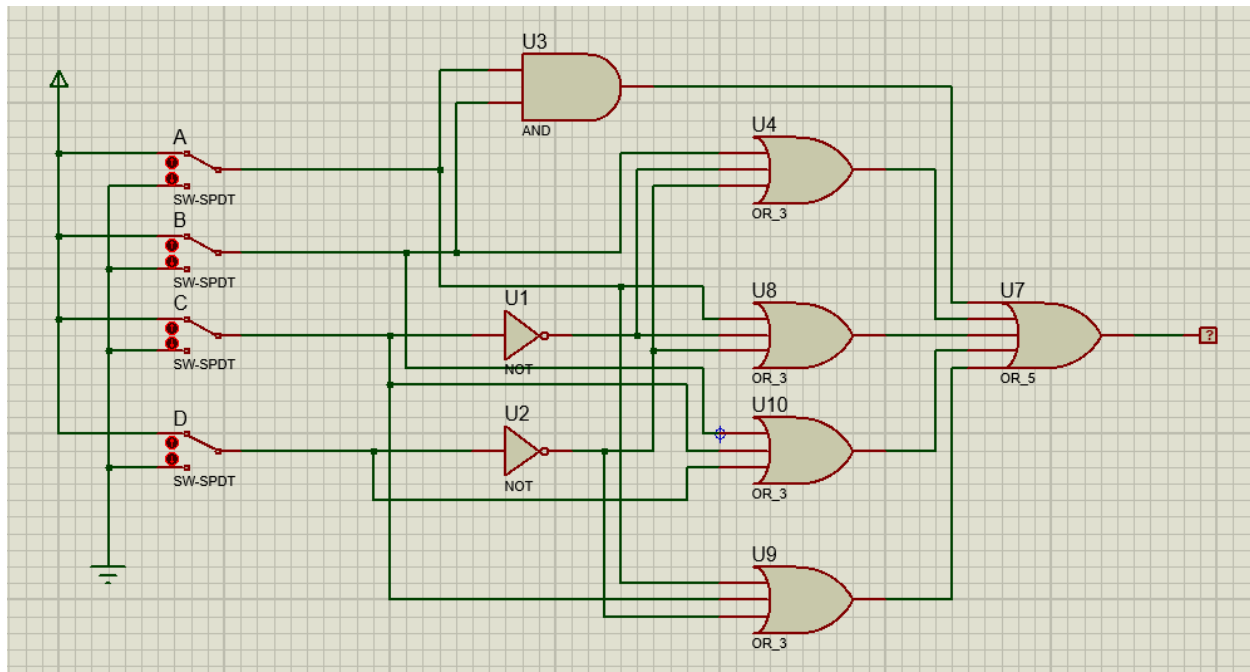 U3
AND
U4
OR_3
A
SW-SPDT
B
SW-SPDT
C
SW-SPDT
U1
NOT
U8
OR_3
U7
OR_5
?
D
SW-SPDT
U2
NOT
U10
OR_3
U9
OR_3